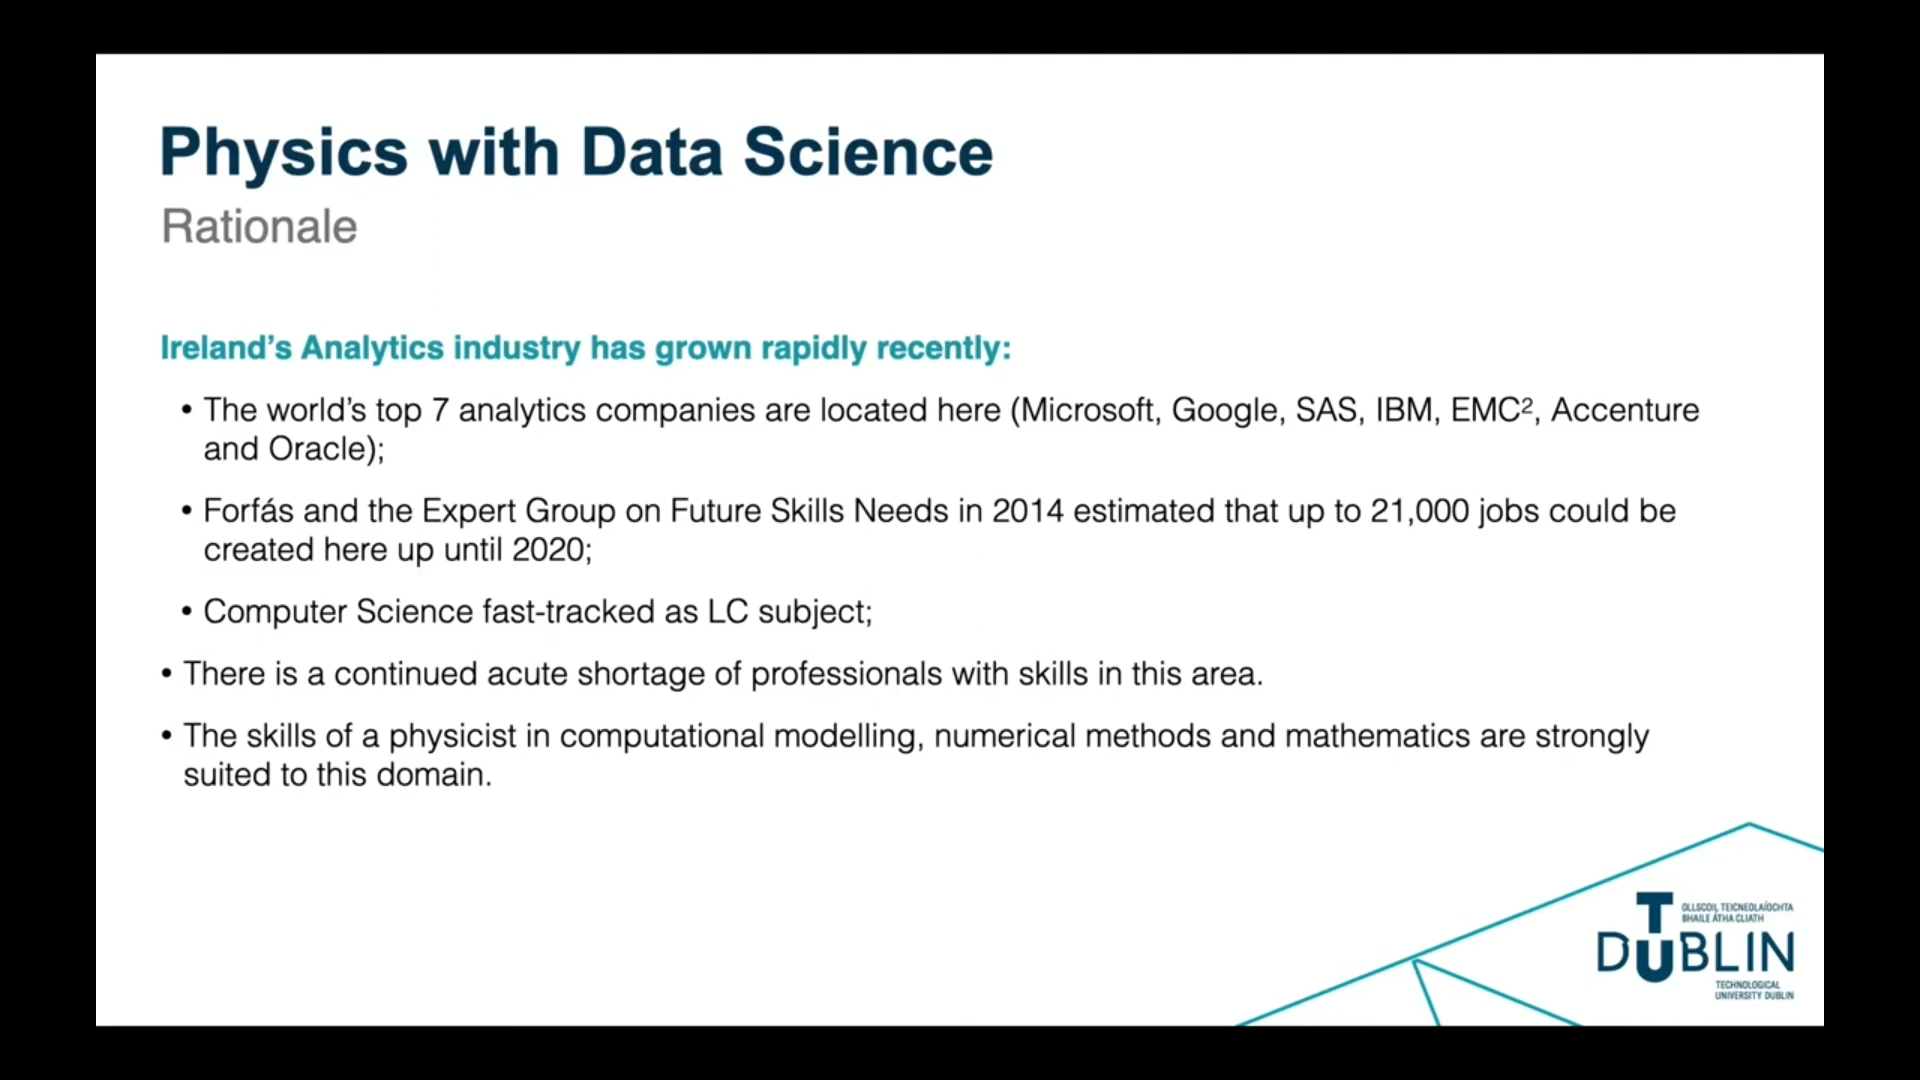 Physics with Data Science
Rationale
Ireland’s Analytics industry has grown rapidly recently:
• The world’s top 7 analytics companies are located here (Microsoft, Google, SAS, IBM, EMC², Accenture
and Oracle);
• Forfás and the Expert Group on Future Skills Needs in 2014 estimated that up to 21,000 jobs could be
created here up until 2020;
• Computer Science fast-tracked as LC subject;
• There is a continued acute shortage of professionals with skills in this area.
• The skills of a physicist in computational modelling, numerical methods and mathematics are strongly
suited to this domain.
OLLSCOIL TEICNEOLAÍOCHTA
BHAILE ÁTHA CLIATH
T
DUBLIN
TECHNOLOGICAL
UNIVERSITY DUBLIN